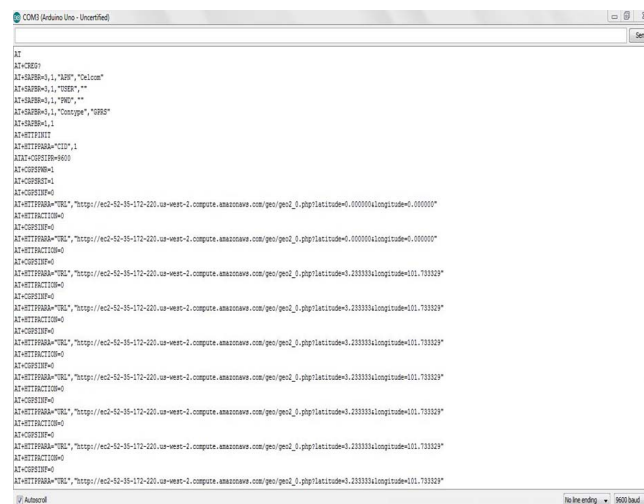 COM3 (Arduino Uno - Uncertified)
Sen
AT
AT+CREG?
AT+SAPBR=3,1,"APN","Celcom"
AT+SAPBR=3,1,"USER",""
AT+SAPBR=3,1,"PWD",""
AT+SAPBR=3,1,"Contype","GPRS"
AT+SAPBR=1,1
AT+HTTPINIT
AT+HTTPPARA="CID",1
ATAT+CGPSIPR=9600
AT+CGPSPWR=1
AT+CGPSRST=1
AT+CGPSINF=0
AT+HTTPPARA="URL","http://ec2-52-35-172-220.us-west-2.compute.amazonaws.com/geo/geo2_0.php?latitude=0.000000&longitude=0.000000"
AT+HTTPACTION=0
AT+CGPSINF=0
AT+HTTPPARA="URL","http://ec2-52-35-172-220.us-west-2.compute.amazonaws.com/geo/geo2_0.php?latitude=0.000000&longitude=0.000000"
AT+HTTPACTION=0
AT+CGPSINF=0
AT+HTTPPARA="URL","http://ec2-52-35-172-220.us-west-2.compute.amazonaws.com/geo/geo2_0.php?latitude=3.233333&longitude=101.733329"
AT+HTTPACTION=0
AT+CGPSINF=0
AT+HTTPPARA="URL","http://ec2-52-35-172-220.us-west-2.compute.amazonaws.com/geo/geo2_0.php?latitude=3.233333&longitude=101.733329"
AT+HTTPACTION=0
AT+CGPSINF=0
AT+HTTPPARA="URL","http://ec2-52-35-172-220.us-west-2.compute.amazonaws.com/geo/geo2_0.php?latitude=3.233333&longitude=101.733329"
AT+HTTPACTION=0
AT+CGPSINF=0
AT+HTTPPARA="URL","http://ec2-52-35-172-220.us-west-2.compute.amazonaws.com/geo/geo2_0.php?latitude=3.233333&longitude=101.733329"
AT+HTTPACTION=0
AT+CGPSINF=0
AT+HTTPPARA="URL","http://ec2-52-35-172-220.us-west-2.compute.amazonaws.com/geo/geo2_0.php?latitude=3.233333&longitude=101.733329"
AT+HTTPACTION=0
AT+CGPSINF=0
AT+HTTPPARA="URL","http://ec2-52-35-172-220.us-west-2.compute.amazonaws.com/geo/geo2_0.php?latitude=3.233333&longitude=101.733329"
AT+HTTPACTION=0
AT+CGPSINF=0
AT+HTTPPARA="URL","http://ec2-52-35-172-220.us-west-2.compute.amazonaws.com/geo/geo2_0.php?latitude=3.233333&longitude=101.733329"
Autoscroll
No line ending
9600 baud